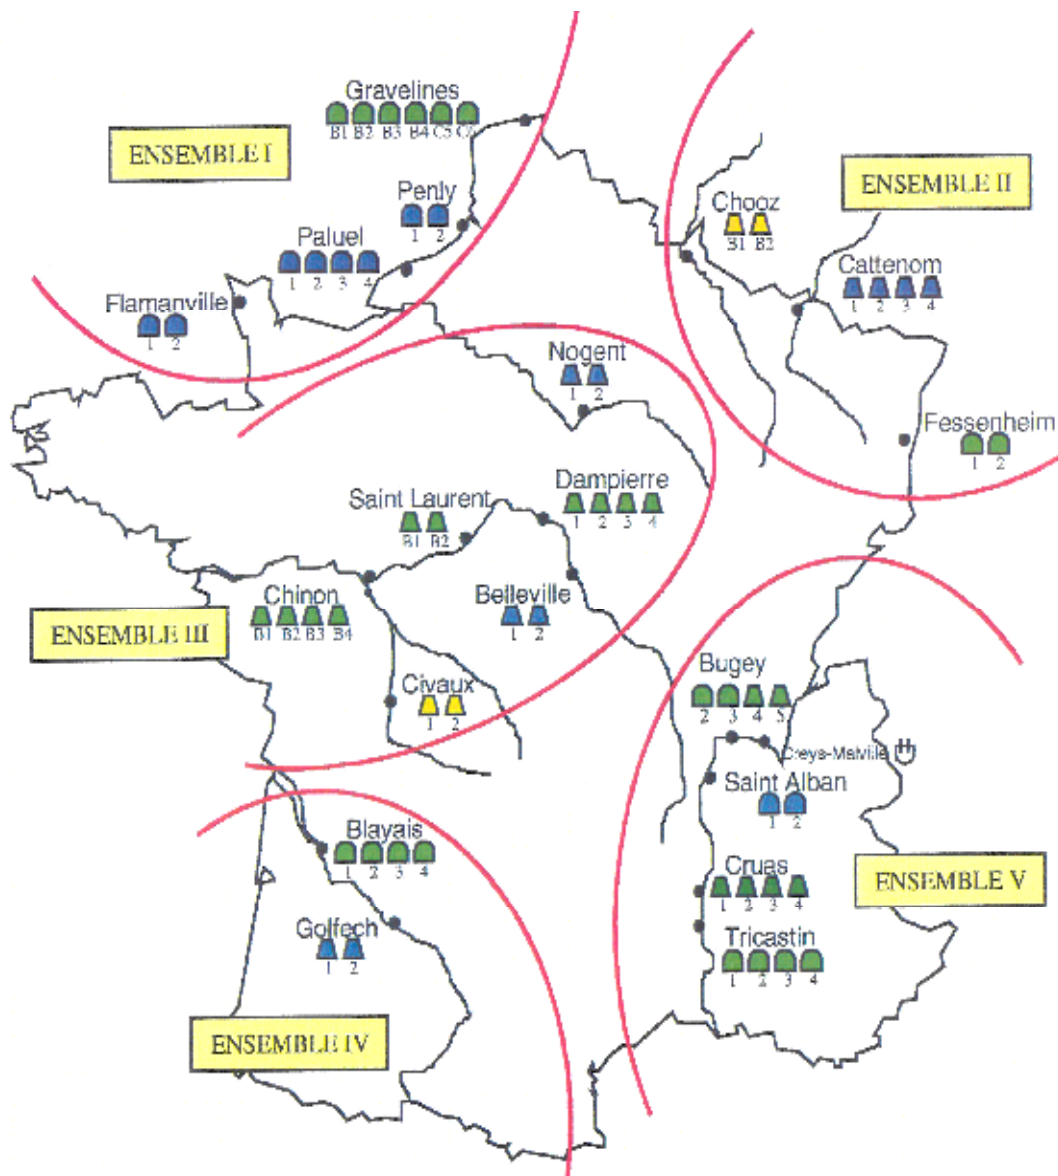 Gravelines
B1 B2 B3 B4 C5 C6
ENSEMBLE I
Penly
1 2
Paluel
1 2 3 4
Flamanville
1 2
Chooz
B1 B2
ENSEMBLE II
Cattenom
1 2 3 4
Fessenheim
1 2
Nogent
1 2
Dampierre
1 2 3 4
Saint Laurent
B1 B2
Chinon
B1 B2 B3 B4
Belleville
1 2
ENSEMBLE III
Civaux
1 2
Bugey
2 3 4 5
Creys-Malville
Saint Alban
1 2
Blayais
1 2 3 4
Cruas
1 2 3 4
ENSEMBLE V
Golfech
1 2
Tricastin
1 2 3 4
ENSEMBLE IV